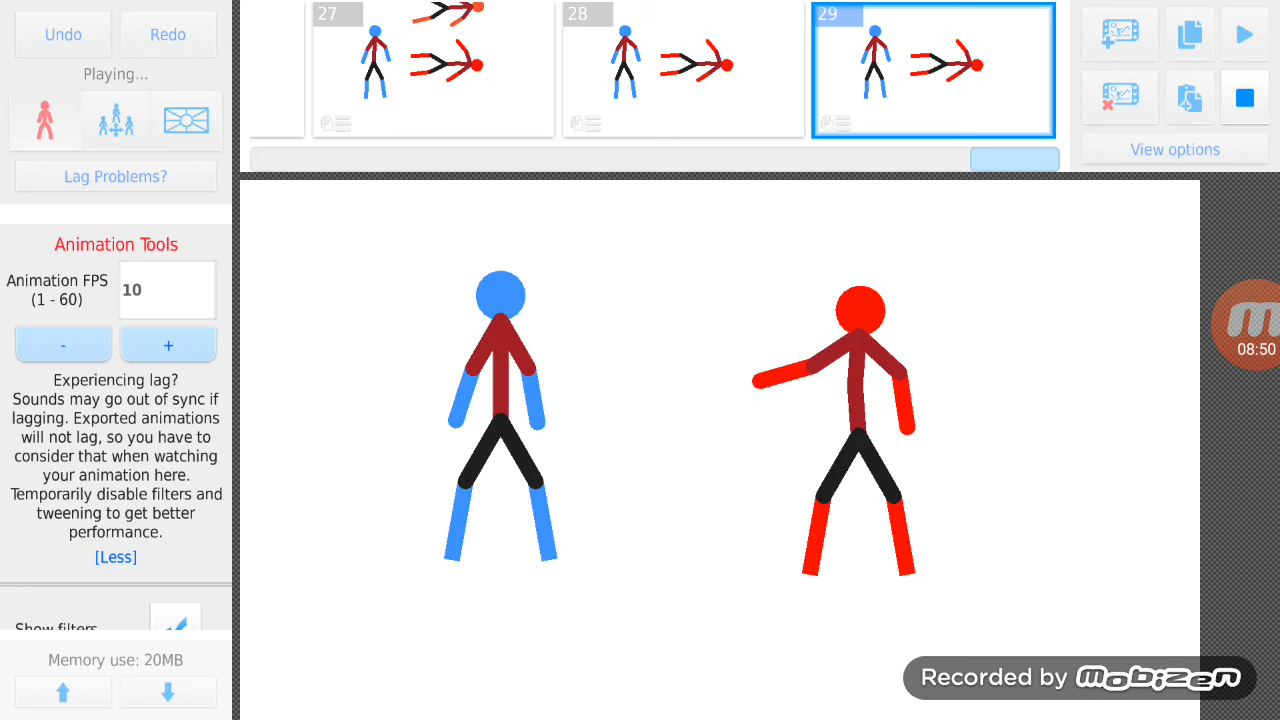 Undo
Redo
Playing...
Lag Problems?
Animation Tools
Animation FPS
(1 - 60)
10
-
+
Experiencing lag?
Sounds may go out of sync if
lagging. Exported animations
will not lag, so you have to
consider that when watching
your animation here.
Temporarily disable filters and
tweening to get better
performance.
[Less]
Show filters
Memory use: 20MB
27
28
29
View options
08:50
Recorded by mobizen